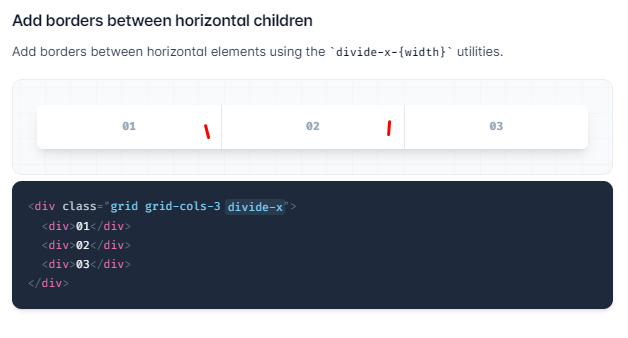 Add borders between horizontal children
Add borders between horizontal elements using the `divide-x-{width}` utilities.
01 02 03
<div class="grid grid-cols-3 divide-x">
  <div>01</div>
  <div>02</div>
  <div>03</div>
</div>